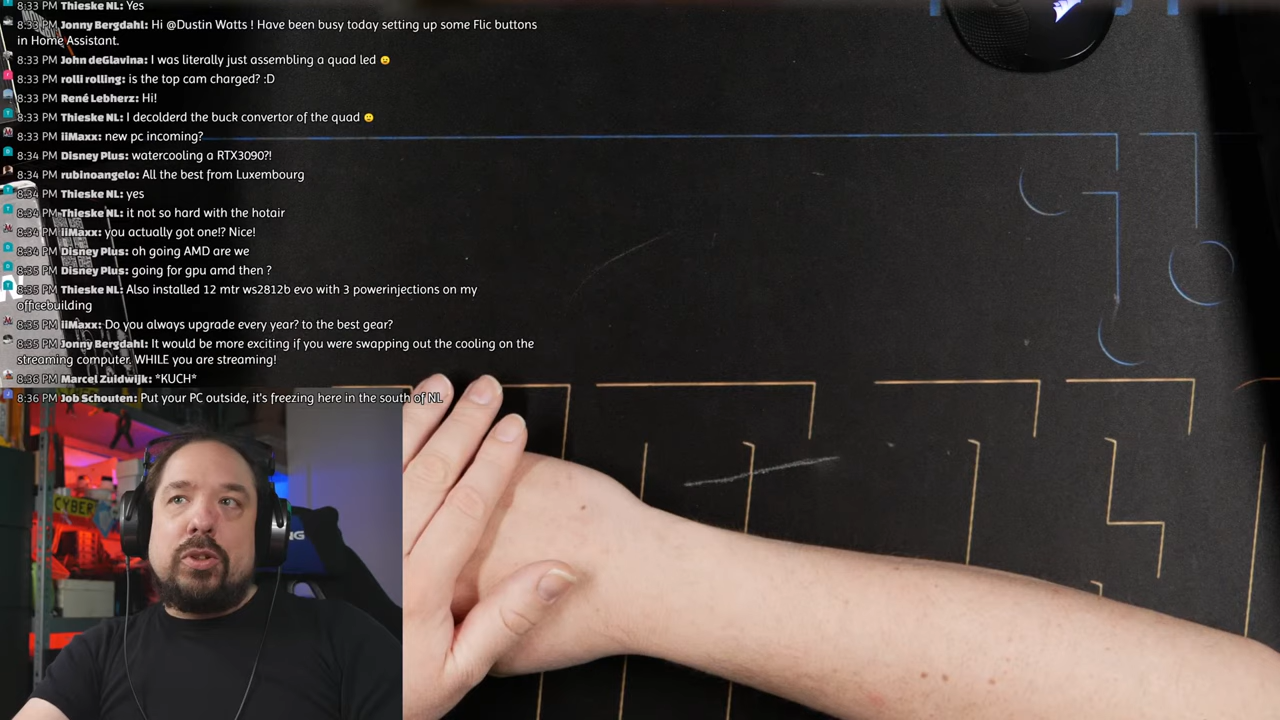 8:33 PM Thieske NL: Yes
8:33 PM Jonny Bergdahl: Hi @Dustin Watts ! Have been busy today setting up some Flic buttons
in Home Assistant.
8:33 PM John deGlavina: I was literally just assembling a quad led
8:33 PM rolli rolling: is the top cam charged? :D
8:33 PM René Lebherz: Hi!
8:33 PM Thieske NL: I decolderd the buck convertor of the quad
8:33 PM iiMaxx: new pc incoming?
8:34 PM Disney Plus: watercooling a RTX3090?!
8:34 PM rubinoangelo: All the best from Luxembourg
8:34 PM Thieske NL: yes
8:34 PM Thieske NL: it not so hard with the hotair
8:34 PM iiMaxx: you actually got one!? Nice!
8:34 PM Disney Plus: oh going AMD are we
8:35 PM Disney Plus: going for gpu amd then ?
8:35 PM Thieske NL: Also installed 12 mtr ws2812b evo with 3 powerinjections on my
officebuilding
8:35 PM iiMaxx: Do you always upgrade every year? to the best gear?
8:35 PM Jonny Bergdahl: It would be more exciting if you were swapping out the cooling on the
streaming computer, WHILE you are streaming!
8:36 PM Marcel Zuidwijk: *KUCH*
8:36 PM Job Schouten: Put your PC outside, it's freezing here in the south of NL
CYBER